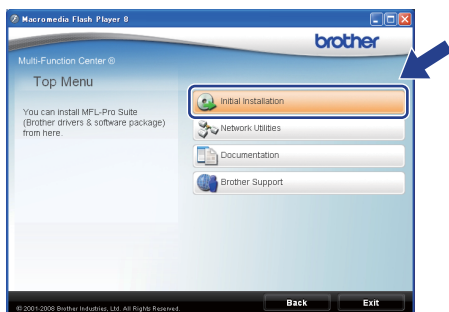 Macromedia Flash Player 8
brother
Multi-Function Center ®
Top Menu
You can install MFL-Pro Suite
(Brother drivers & software package)
from here.
Initial Installation
Network Utilities
Documentation
Brother Support
© 2001-2008 Brother Industries, Ltd. All Rights Reserved.
Back
Exit